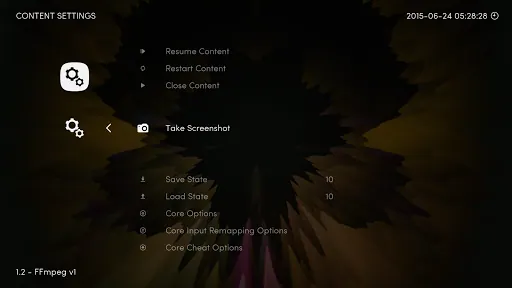 CONTENT SETTINGS 2015-06-24 05:28:28
Resume Content
Restart Content
Close Content
Take Screenshot
Save State 10
Load State 10
Core Options
Core Input Remapping Options
Core Cheat Options
1.2 - FFmpeg v1